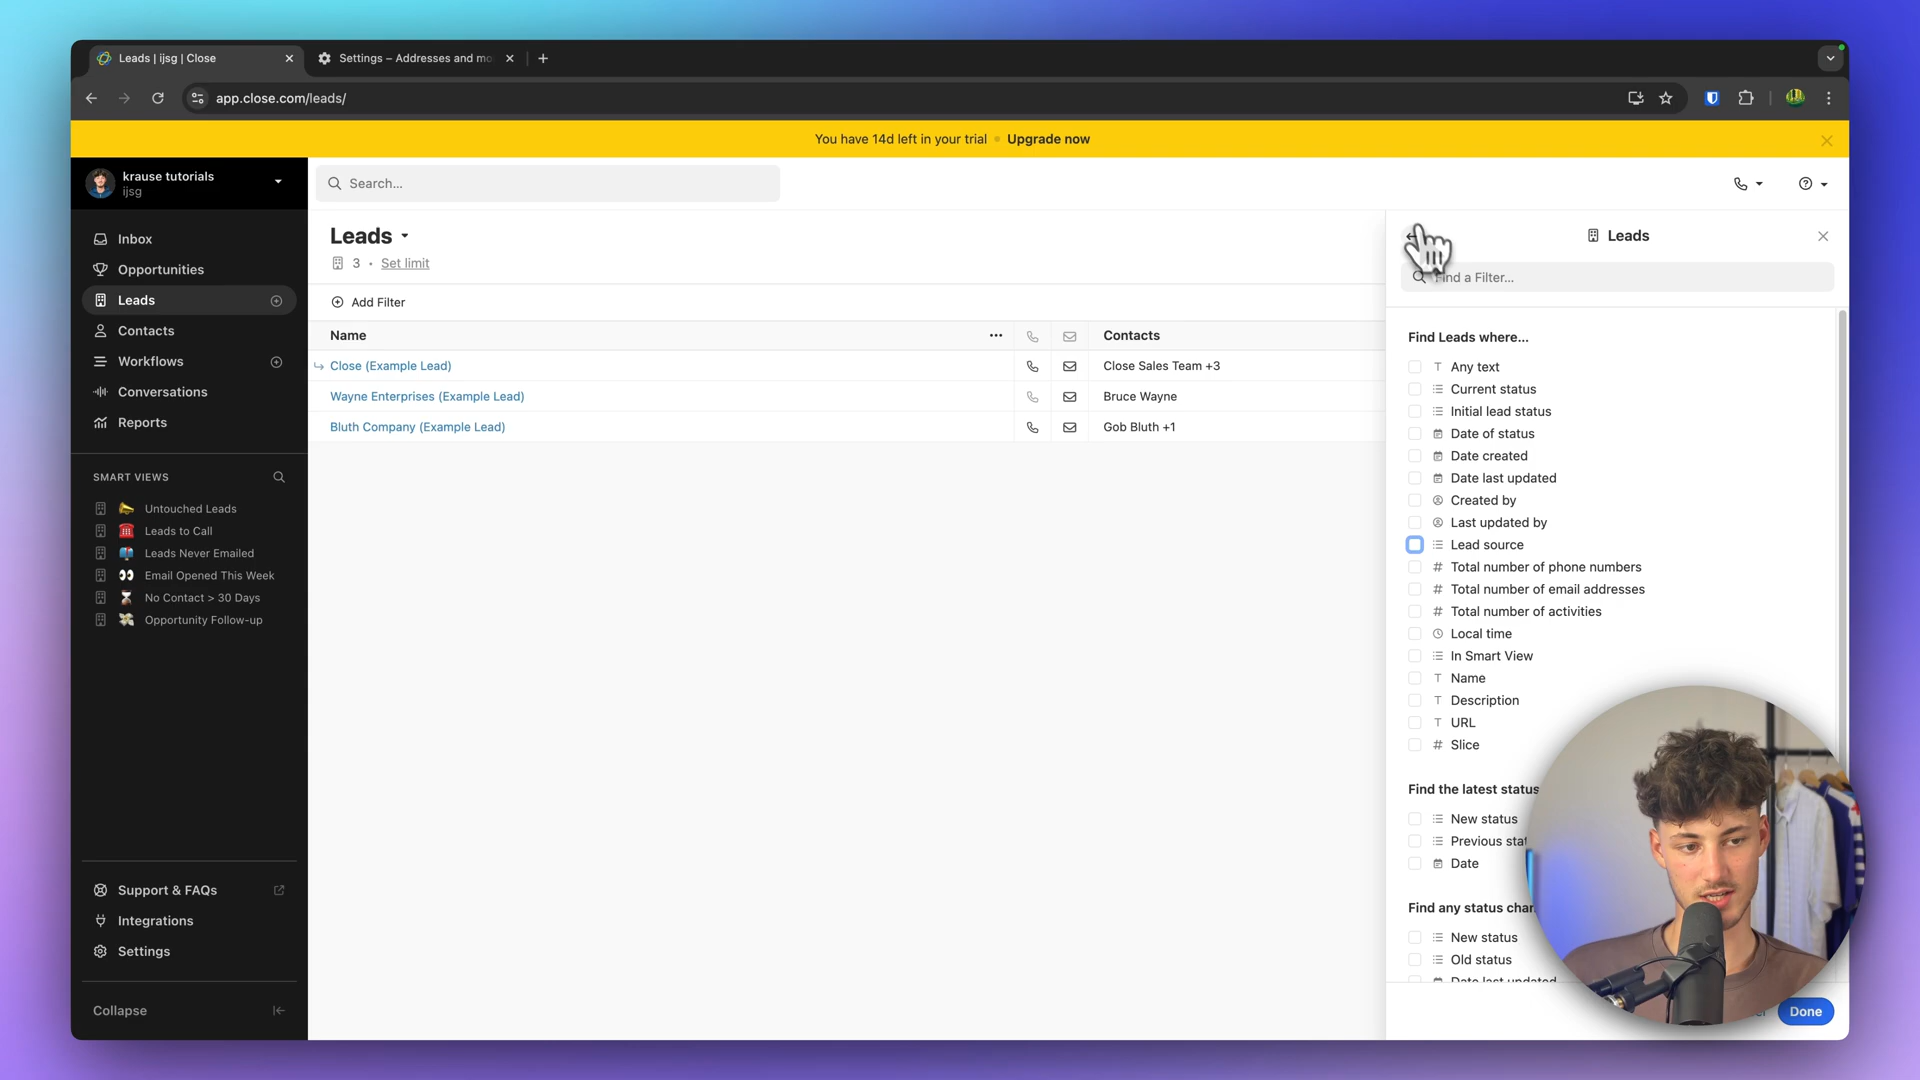 Leads | ijsg | Close
Settings – Addresses and mo
app.close.com/leads/
You have 14d left in your trial • Upgrade now
krause tutorials
ijsg
Search...
Inbox
Opportunities
Leads
Contacts
Workflows
Conversations
Reports
SMART VIEWS
Untouched Leads
Leads to Call
Leads Never Emailed
Email Opened This Week
No Contact > 30 Days
Opportunity Follow-up
Support & FAQs
Integrations
Settings
Collapse
Leads
3 • Set limit
Add Filter
Name
Contacts
Close (Example Lead)
Close Sales Team +3
Wayne Enterprises (Example Lead)
Bruce Wayne
Bluth Company (Example Lead)
Gob Bluth +1
Leads
Find a Filter...
Find Leads where...
Any text
Current status
Initial lead status
Date of status
Date created
Date last updated
Created by
Last updated by
Lead source
Total number of phone numbers
Total number of email addresses
Total number of activities
Local time
In Smart View
Name
Description
URL
Slice
Find the latest status
New status
Previous stat
Date
Find any status chan
New status
Old status
Date last updated
Done